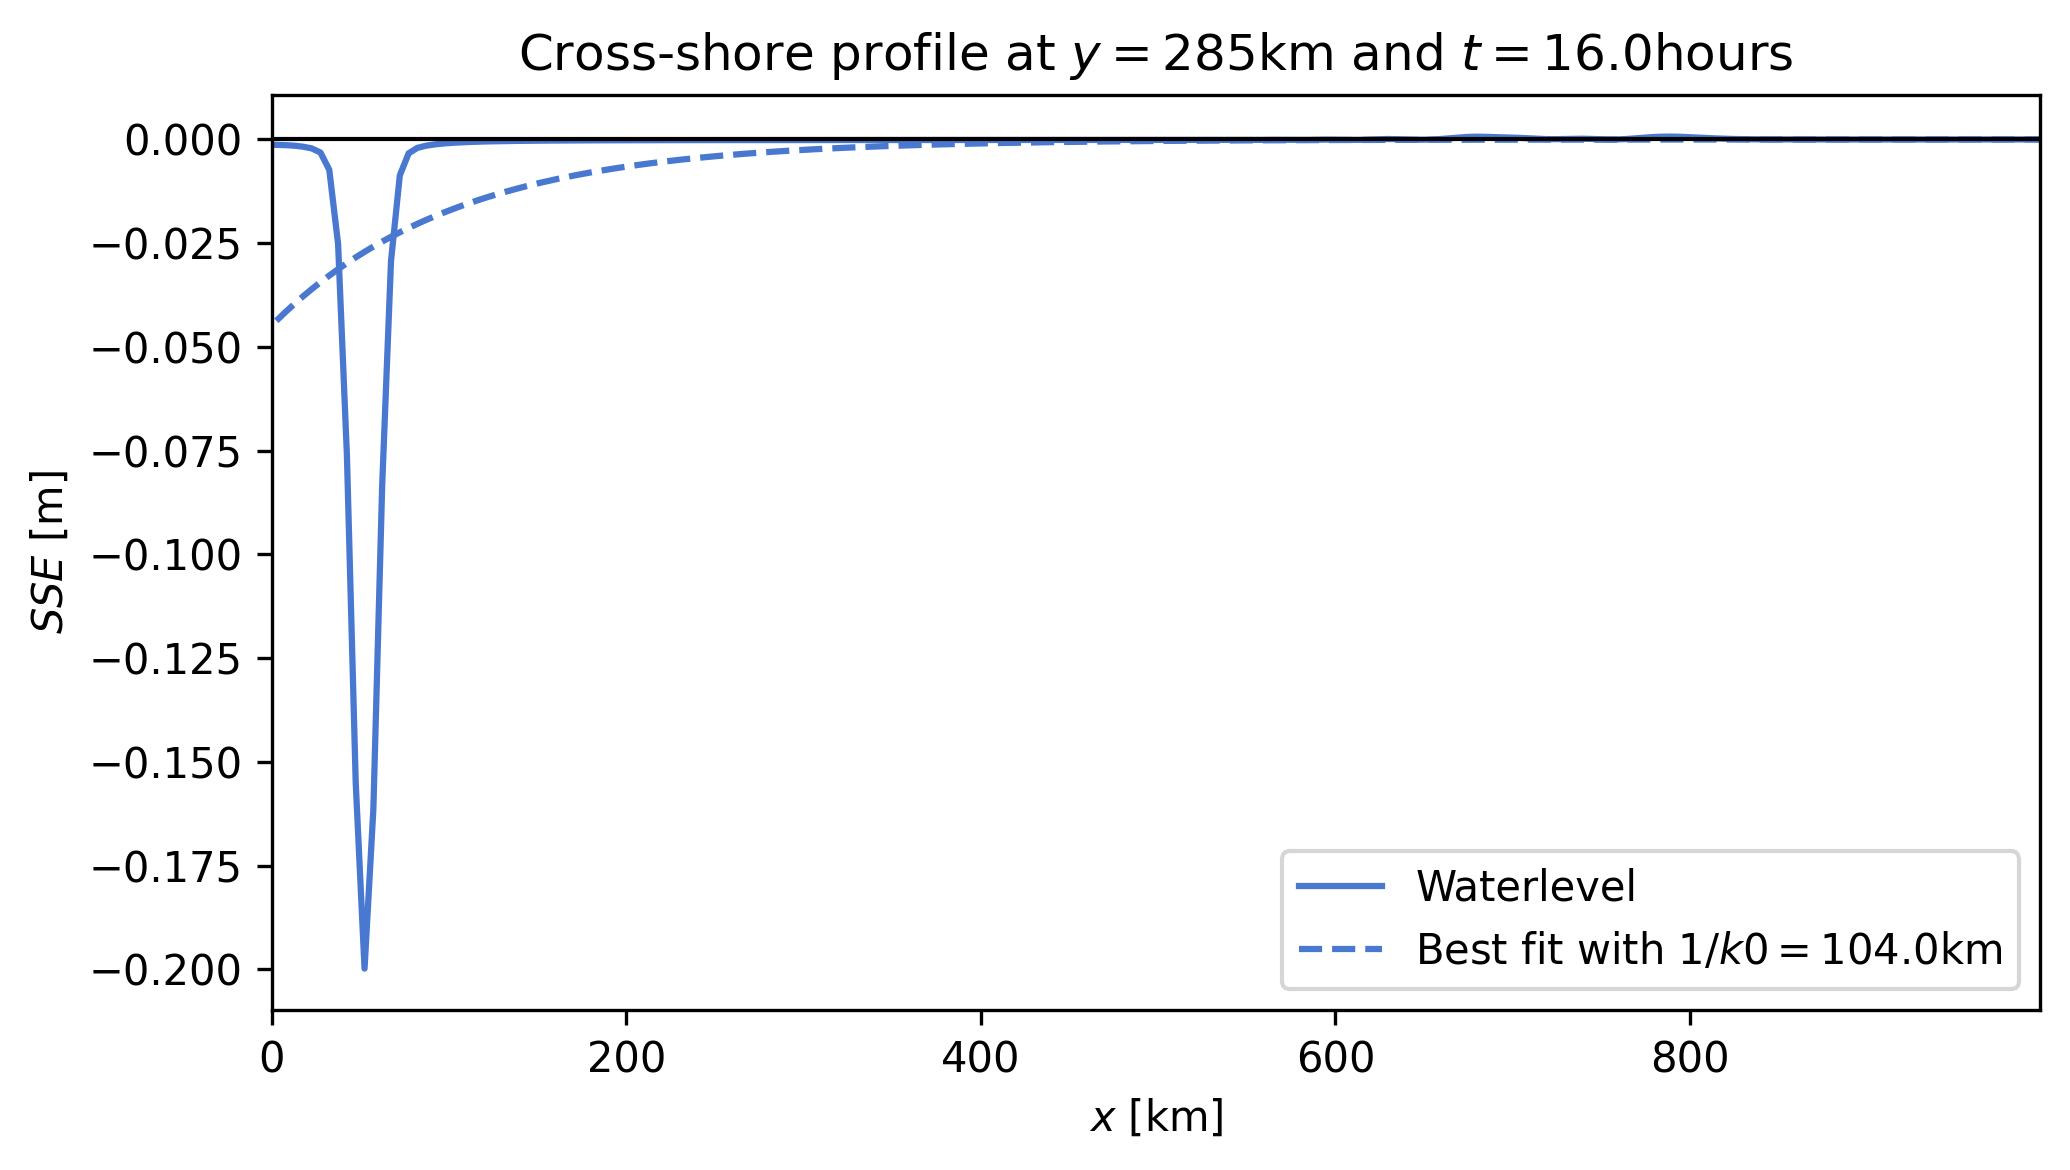 Cross-shore profile at y = 285km and t = 16.0hours
0.000
−0.025
−0.050
−0.075
−0.100
−0.125
−0.150
−0.175
−0.200
SSE [m]
Waterlevel
Best fit with 1/k0 = 104.0km
0 200 400 600 800
x [km]